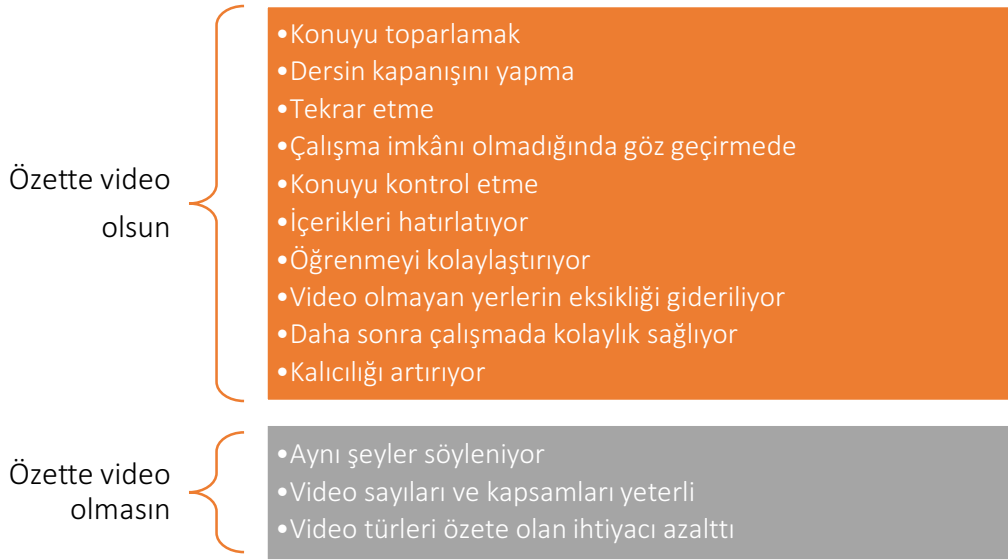 Özette video
olsun
•Konuyu toparlamak
•Dersin kapanışını yapma
•Tekrar etme
•Çalışma imkânı olmadığında göz geçirmede
•Konuyu kontrol etme
•İçerikleri hatırlatıyor
•Öğrenmeyi kolaylaştırıyor
•Video olmayan yerlerin eksikliği gideriliyor
•Daha sonra çalışmada kolaylık sağlıyor
•Kalıcılığı artırıyor
Özette video
olmasın
•Aynı şeyler söyleniyor
•Video sayıları ve kapsamları yeterli
•Video türleri özete olan ihtiyacı azalttı